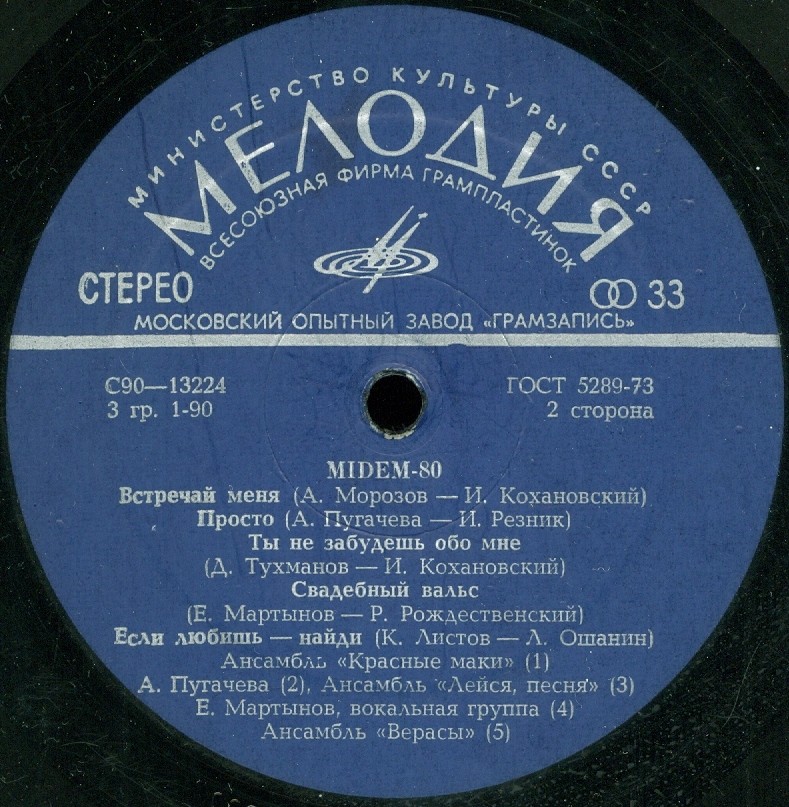 МИНИСТЕРСТВО КУЛЬТУРЫ СССР
МЕЛОДИЯ
ВСЕСОЮЗНАЯ ФИРМА ГРАМПЛАСТИНОК
СТЕРЕО
33
МОСКОВСКИЙ ОПЫТНЫЙ ЗАВОД «ГРАМЗАПИСЬ»
С90—13224
ГОСТ 5289-73
3 гр. 1-90
2 сторона
MIDEM-80
Встречай меня (А. Морозов — И. Кохановский)
Просто (А. Пугачева — И. Резник)
Ты не забудешь обо мне
(Д. Тухманов — И. Кохановский)
Свадебный вальс
(Е. Мартынов — Р. Рождественский)
Если любишь — найди (К. Листов — Л. Ошанин)
Ансамбль «Красные маки» (1)
А. Пугачева (2), Ансамбль «Лейся, песня» (3)
Е. Мартынов, вокальная группа (4)
Ансамбль «Верасы» (5)